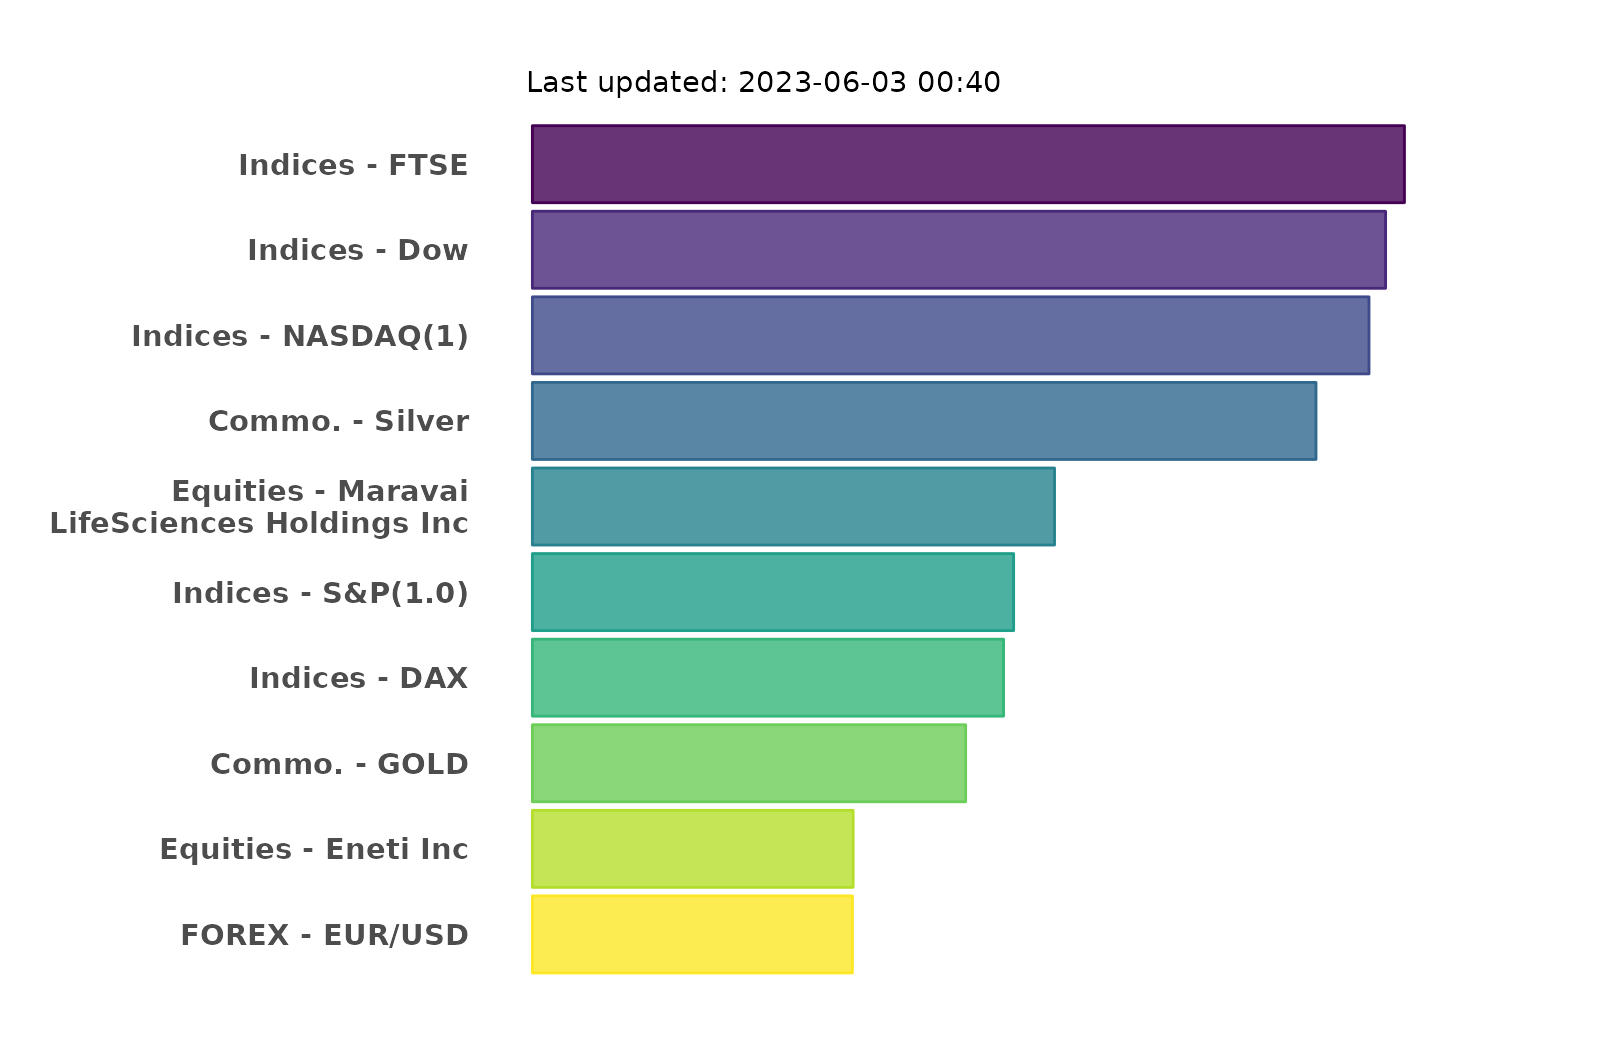 Last updated: 2023-06-03 00:40
Indices - FTSE
Indices - Dow
Indices - NASDAQ(1)
Commo. - Silver
Equities - Maravai
LifeSciences Holdings Inc
Indices - S&P(1.0)
Indices - DAX
Commo. - GOLD
Equities - Eneti Inc
FOREX - EUR/USD